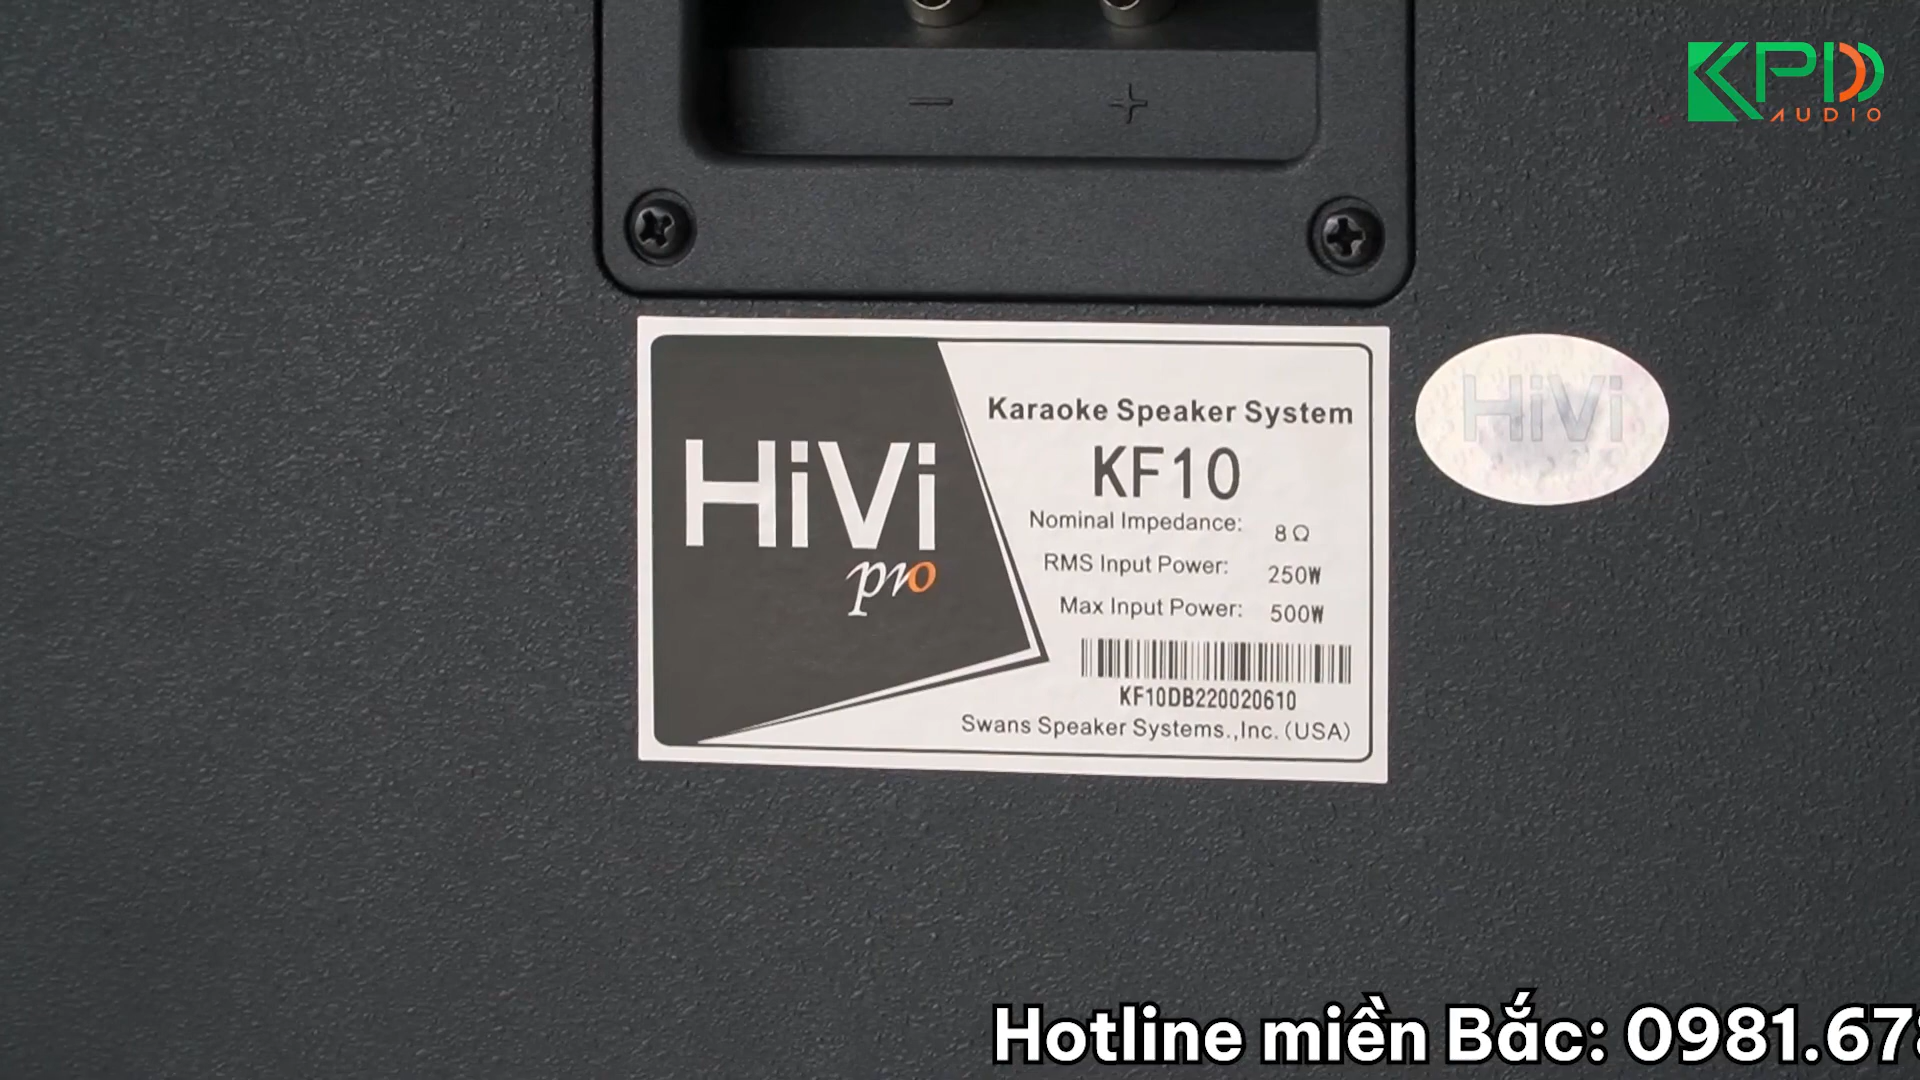 KPD
AUDIO
− +
HiVi
pro
Karaoke Speaker System
KF10
Nominal Impedance: 8Ω
RMS Input Power: 250W
Max Input Power: 500W
KF10DB220020610
Swans Speaker Systems.,Inc.(USA)
HiVi
Hotline miền Bắc: 0981.678